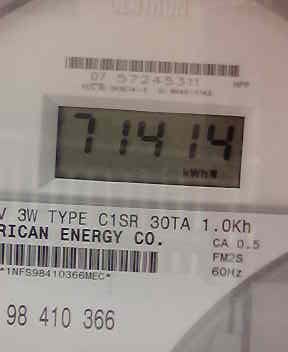 07 57245311
71414
kWh
V 3W TYPE C1SR 30TA 1.0Kh
RICAN ENERGY CO.
CA 0.5
FM2S
60Hz
*1NFS98410366MEC*
98 410 366